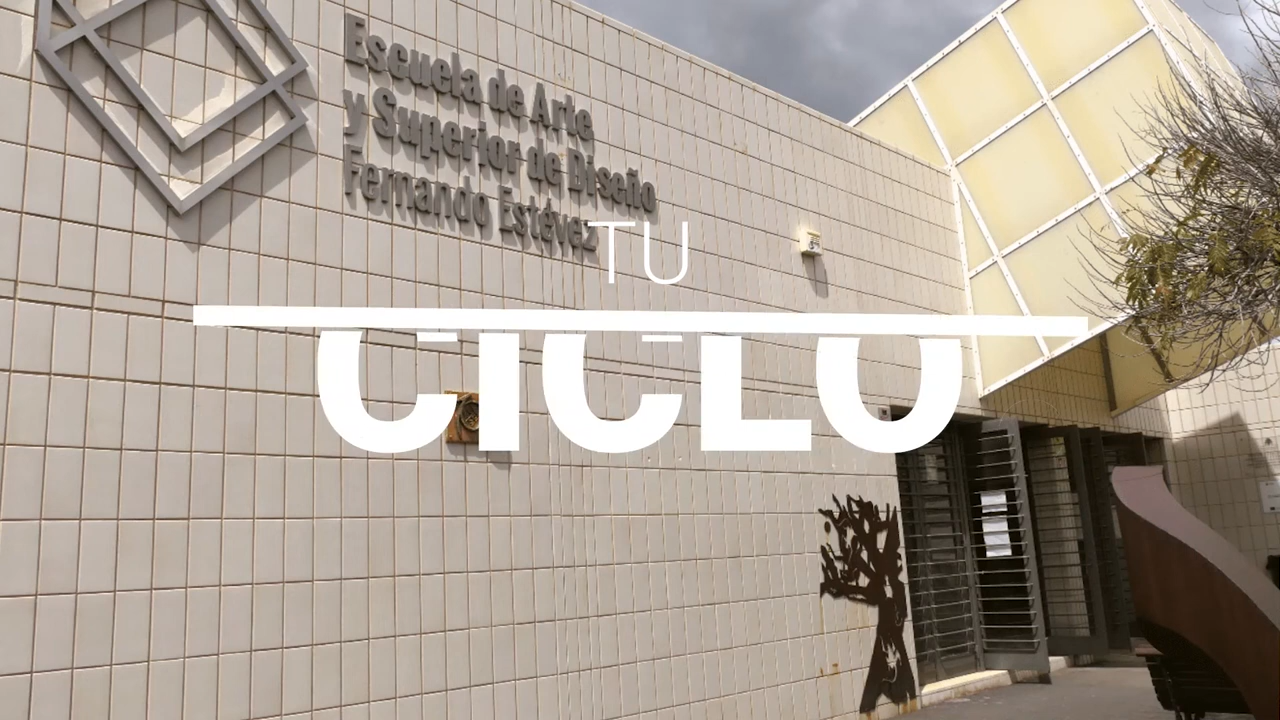 Escuela de Arte
y Superior de Diseño
Fernando Estévez
TU
CICLO